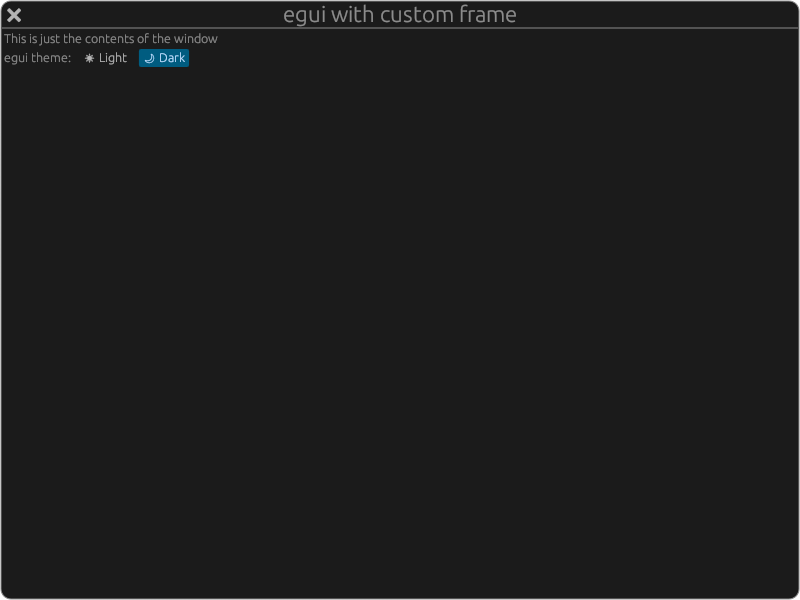 egui with custom frame
This is just the contents of the window
egui theme: Light Dark